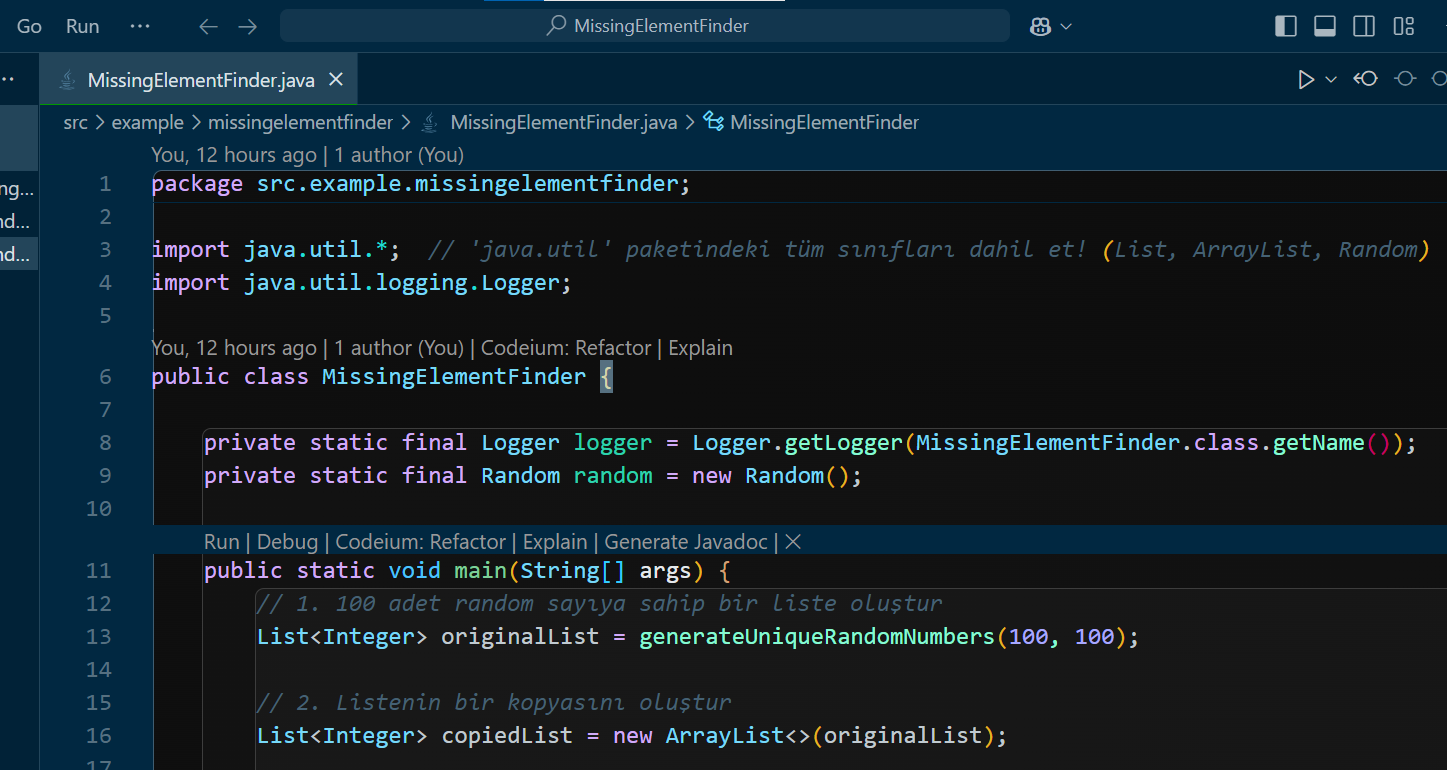 Go Run ··· MissingElementFinder
MissingElementFinder.java
src > example > missingelementfinder > MissingElementFinder.java > MissingElementFinder
You, 12 hours ago | 1 author (You)
1 package src.example.missingelementfinder;
ng...
2
nd...
3 import java.util.*;  // 'java.util' paketindeki tüm sınıfları dahil et! (List, ArrayList, Random)
nd...
4 import java.util.logging.Logger;
5
You, 12 hours ago | 1 author (You) | Codeium: Refactor | Explain
6 public class MissingElementFinder {
7
8 private static final Logger logger = Logger.getLogger(MissingElementFinder.class.getName());
9 private static final Random random = new Random();
10
Run | Debug | Codeium: Refactor | Explain | Generate Javadoc | ×
11 public static void main(String[] args) {
12 // 1. 100 adet random sayıya sahip bir liste oluştur
13 List<Integer> originalList = generateUniqueRandomNumbers(100, 100);
14
15 // 2. Listenin bir kopyasını oluştur
16 List<Integer> copiedList = new ArrayList<>(originalList);
17